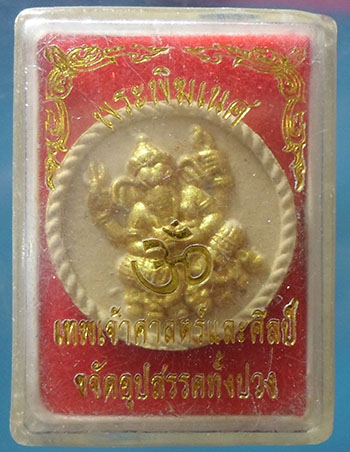 พระพิฆเนศ
ॐ
เทพเจ้าศาสตร์และศิลป์
ขจัดอุปสรรคทั้งปวง